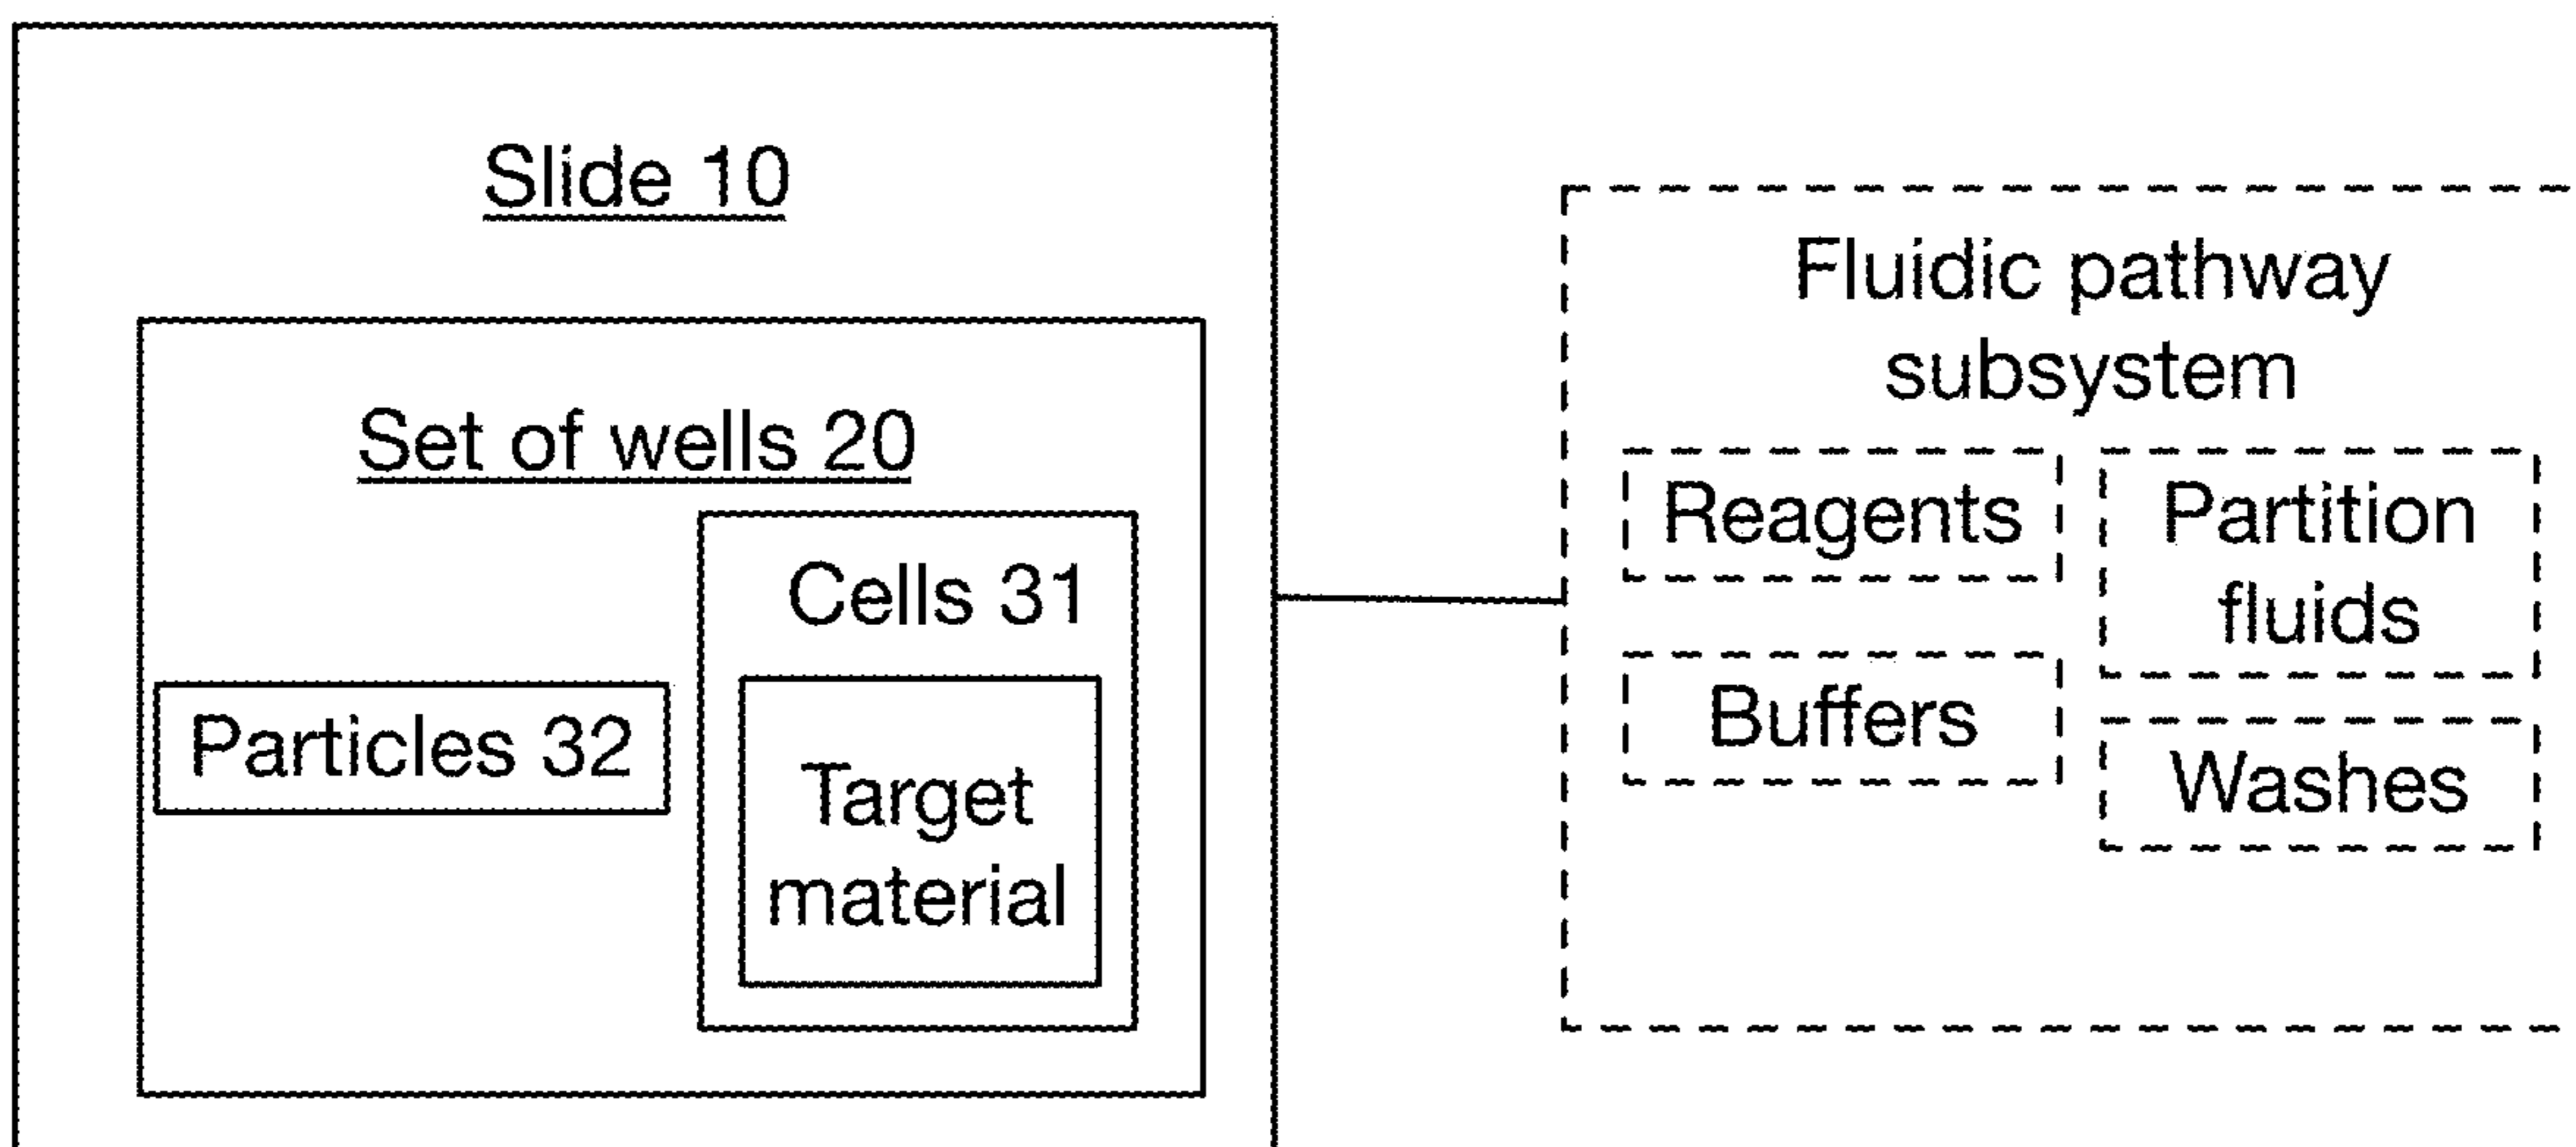 Slide 10
Set of wells 20
Cells 31
Particles 32
Target
material
Fluidic pathway
subsystem
Reagents
Partition
fluids
Buffers
Washes